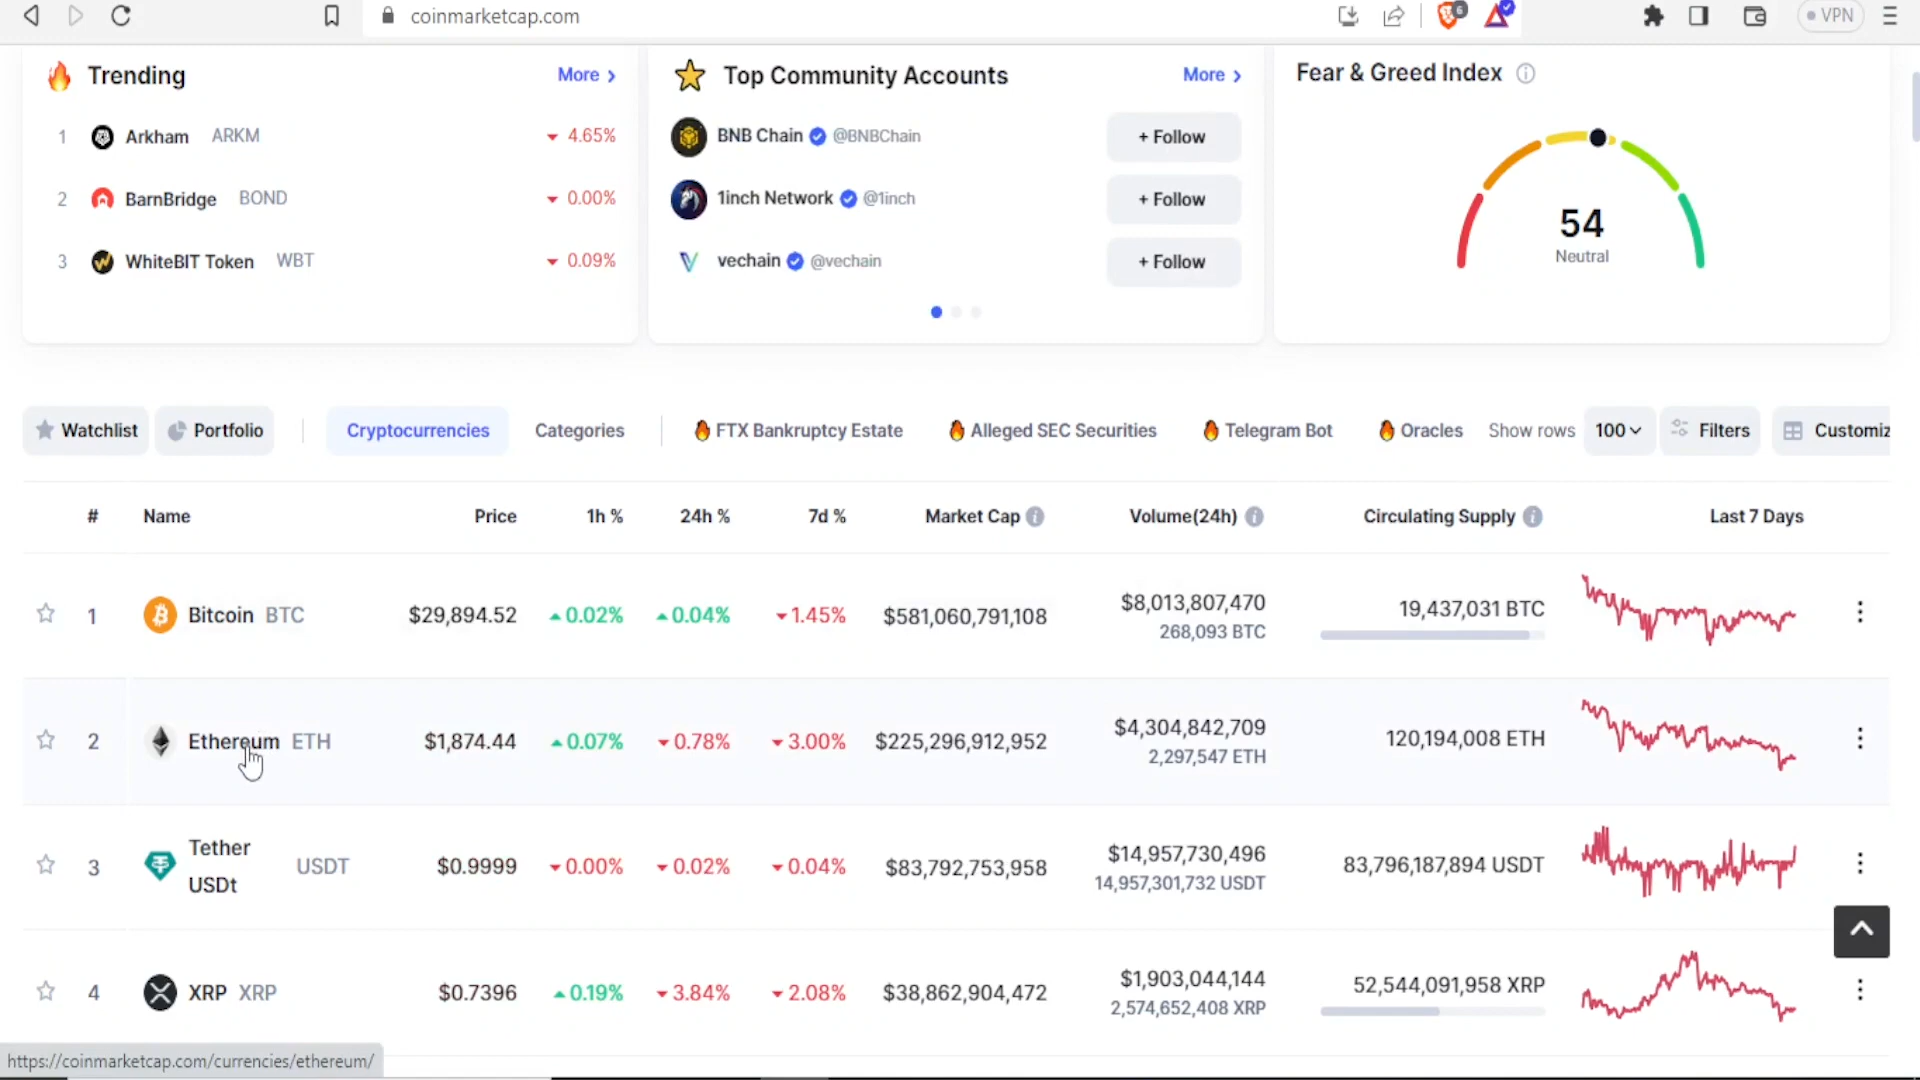 coinmarketcap.com
6
VPN
Trending
More
1 Arkham ARKM 4.65%
2 BarnBridge BOND 0.00%
3 WhiteBIT Token WBT 0.09%
Top Community Accounts
More
BNB Chain @BNBChain + Follow
1inch Network @1inch + Follow
vechain @vechain + Follow
Fear & Greed Index
54
Neutral
Watchlist Portfolio Cryptocurrencies Categories FTX Bankruptcy Estate Alleged SEC Securities Telegram Bot Oracles Show rows 100 Filters Customiz
# Name Price 1h % 24h % 7d % Market Cap Volume(24h) Circulating Supply Last 7 Days
1 Bitcoin BTC $29,894.52 0.02% 0.04% 1.45% $581,060,791,108 $8,013,807,470 19,437,031 BTC
268,093 BTC
2 Ethereum ETH $1,874.44 0.07% 0.78% 3.00% $225,296,912,952 $4,304,842,709 120,194,008 ETH
2,297,547 ETH
3 Tether USDt USDT $0.9999 0.00% 0.02% 0.04% $83,792,753,958 $14,957,730,496 83,796,187,894 USDT
14,957,301,732 USDT
4 XRP XRP $0.7396 0.19% 3.84% 2.08% $38,862,904,472 $1,903,044,144 52,544,091,958 XRP
2,574,652,408 XRP
https://coinmarketcap.com/currencies/ethereum/